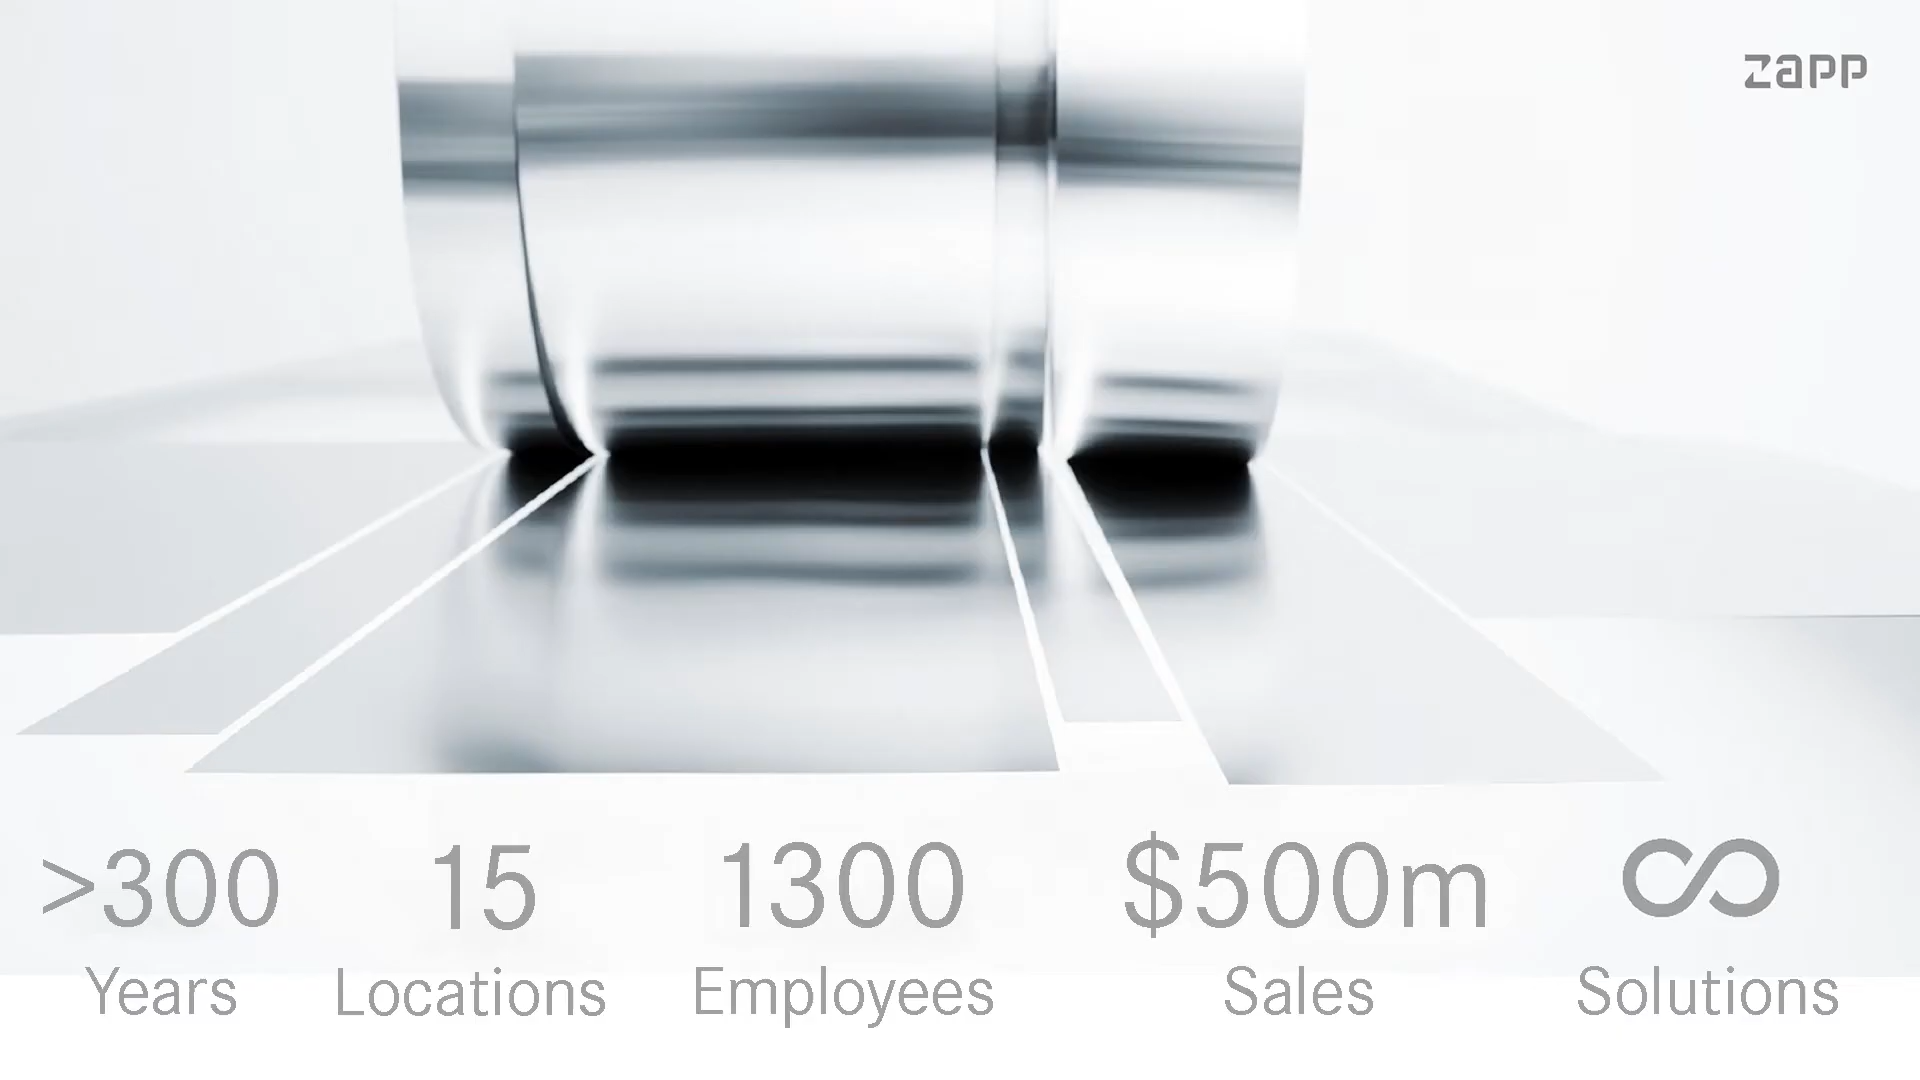 zapp
>300 15 1300 $500m ∞
Years Locations Employees Sales Solutions